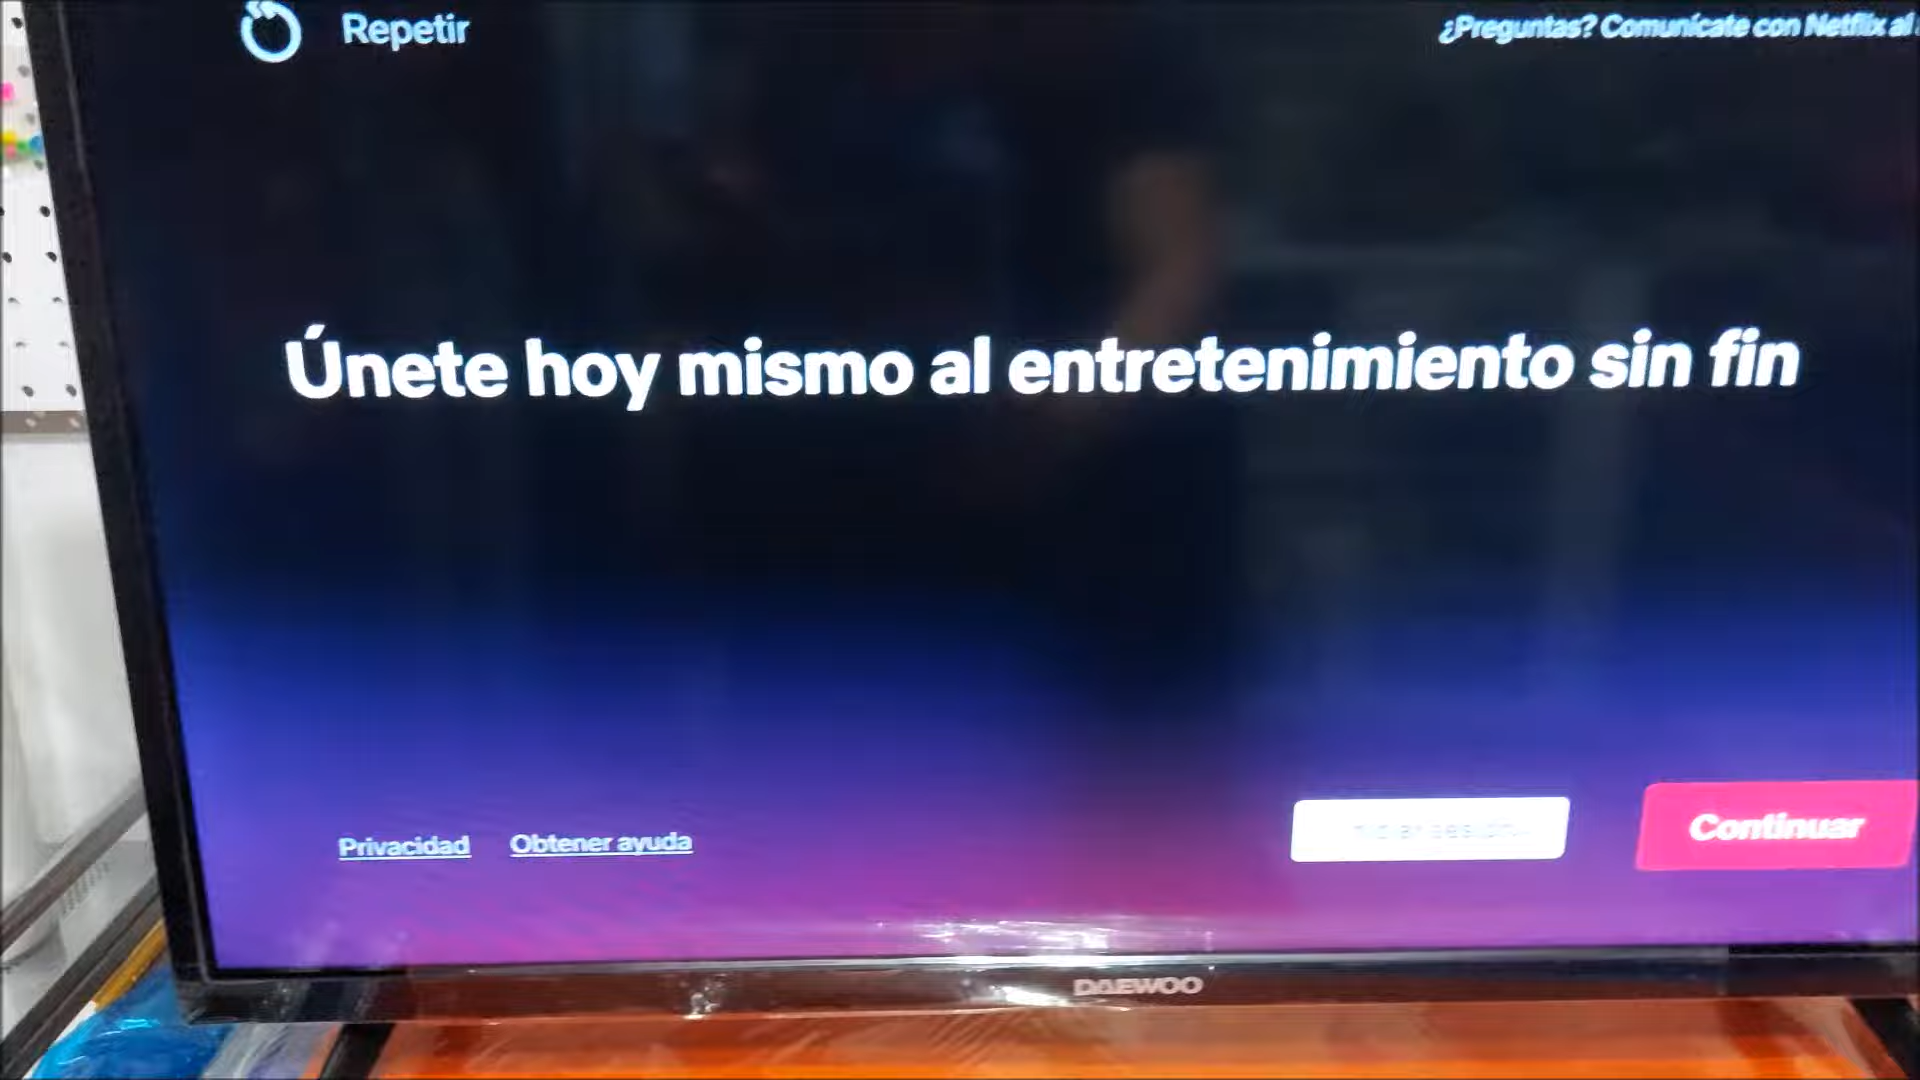 Repetir
¿Preguntas? Comunícate con Netflix al
Únete hoy mismo al entretenimiento sin fin
Privacidad
Obtener ayuda
Continuar
DAEWOO